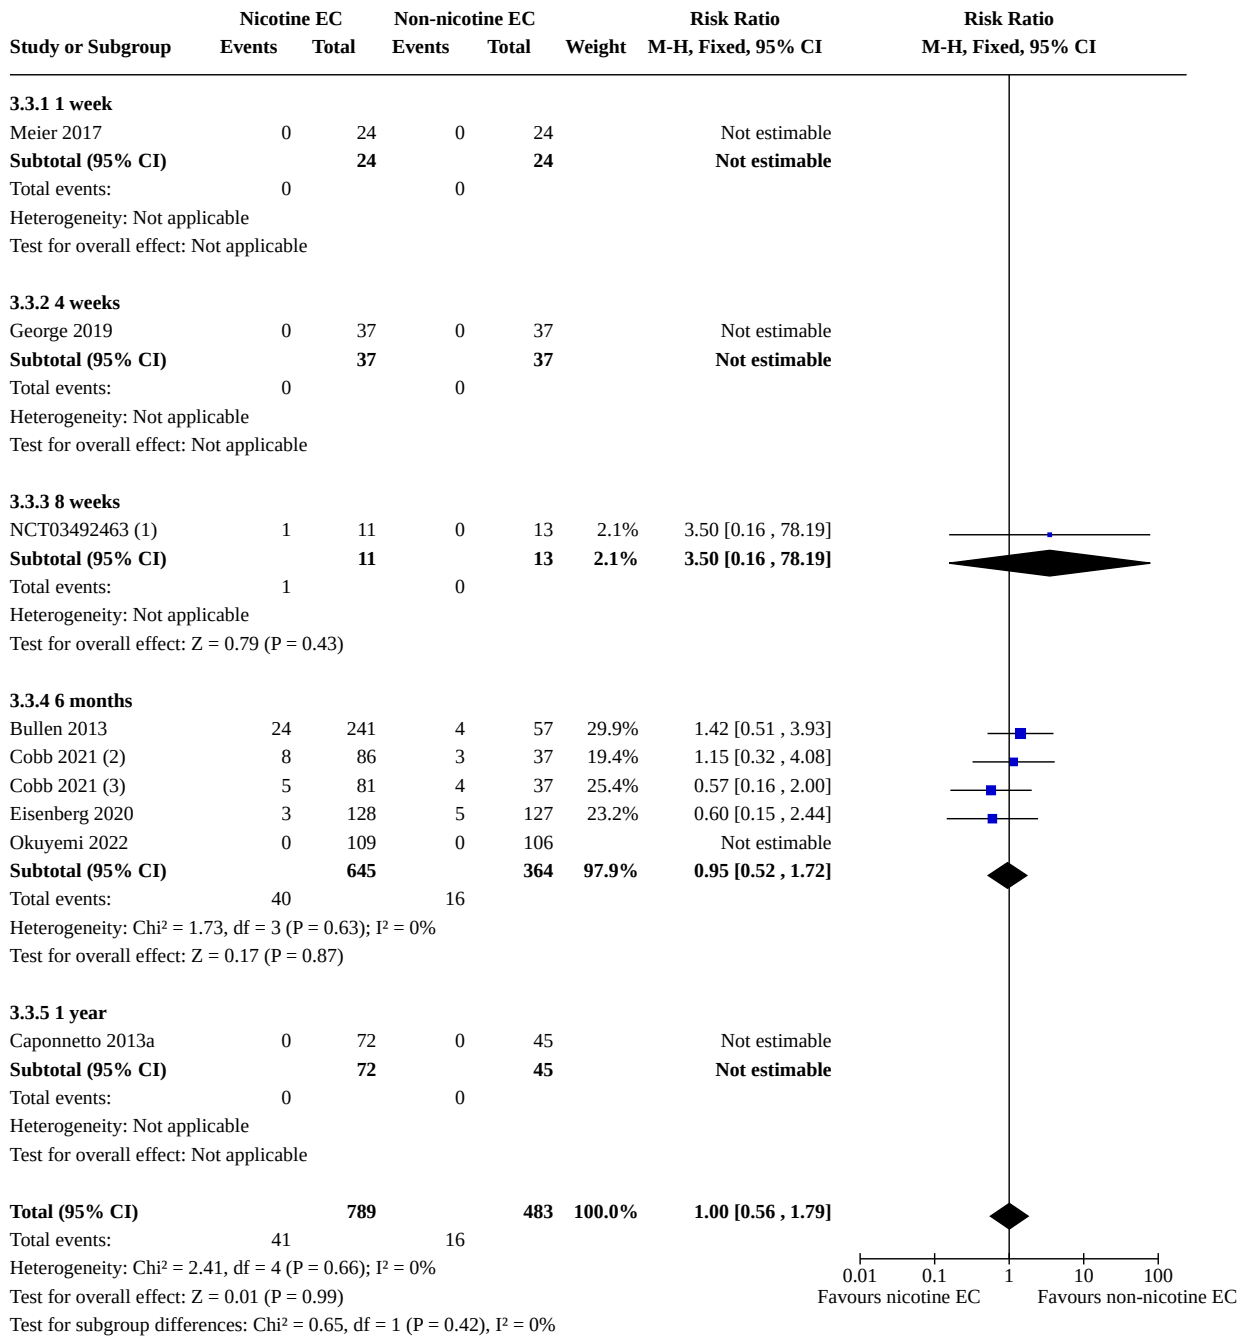 Nicotine EC Non-nicotine EC Risk Ratio Risk Ratio
Study or Subgroup Events Total Events Total Weight M-H, Fixed, 95% CI M-H, Fixed, 95% CI
3.3.1 1 week
Meier 2017 0 24 0 24 Not estimable
Subtotal (95% CI) 24 24 Not estimable
Total events: 0 0
Heterogeneity: Not applicable
Test for overall effect: Not applicable
3.3.2 4 weeks
George 2019 0 37 0 37 Not estimable
Subtotal (95% CI) 37 37 Not estimable
Total events: 0 0
Heterogeneity: Not applicable
Test for overall effect: Not applicable
3.3.3 8 weeks
NCT03492463 (1) 1 11 0 13 2.1% 3.50 [0.16 , 78.19]
Subtotal (95% CI) 11 13 2.1% 3.50 [0.16 , 78.19]
Total events: 1 0
Heterogeneity: Not applicable
Test for overall effect: Z = 0.79 (P = 0.43)
3.3.4 6 months
Bullen 2013 24 241 4 57 29.9% 1.42 [0.51 , 3.93]
Cobb 2021 (2) 8 86 3 37 19.4% 1.15 [0.32 , 4.08]
Cobb 2021 (3) 5 81 4 37 25.4% 0.57 [0.16 , 2.00]
Eisenberg 2020 3 128 5 127 23.2% 0.60 [0.15 , 2.44]
Okuyemi 2022 0 109 0 106 Not estimable
Subtotal (95% CI) 645 364 97.9% 0.95 [0.52 , 1.72]
Total events: 40 16
Heterogeneity: Chi² = 1.73, df = 3 (P = 0.63); I² = 0%
Test for overall effect: Z = 0.17 (P = 0.87)
3.3.5 1 year
Caponnetto 2013a 0 72 0 45 Not estimable
Subtotal (95% CI) 72 45 Not estimable
Total events: 0 0
Heterogeneity: Not applicable
Test for overall effect: Not applicable
Total (95% CI) 789 483 100.0% 1.00 [0.56 , 1.79]
Total events: 41 16
Heterogeneity: Chi² = 2.41, df = 4 (P = 0.66); I² = 0%
Test for overall effect: Z = 0.01 (P = 0.99)
Test for subgroup differences: Chi² = 0.65, df = 1 (P = 0.42), I² = 0%
0.01 0.1 1 10 100
Favours nicotine EC Favours non-nicotine EC